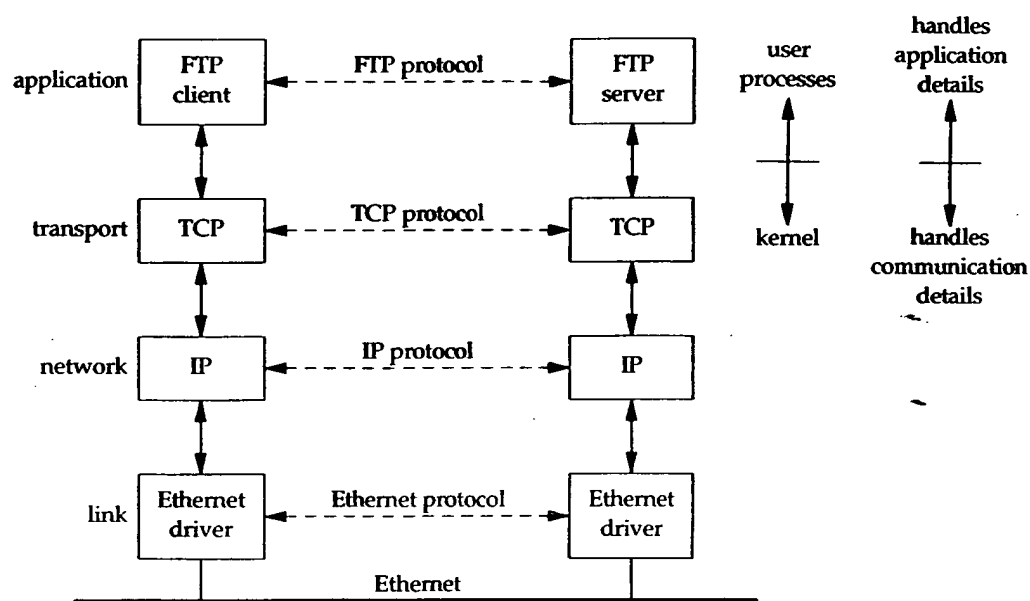 handles
application
details
user
processes
application
FTP
client
FTP protocol
FTP
server
transport
TCP
TCP protocol
TCP
kernel
handles
communication
details
network
IP
IP protocol
IP
link
Ethernet
driver
Ethernet protocol
Ethernet
driver
Ethernet